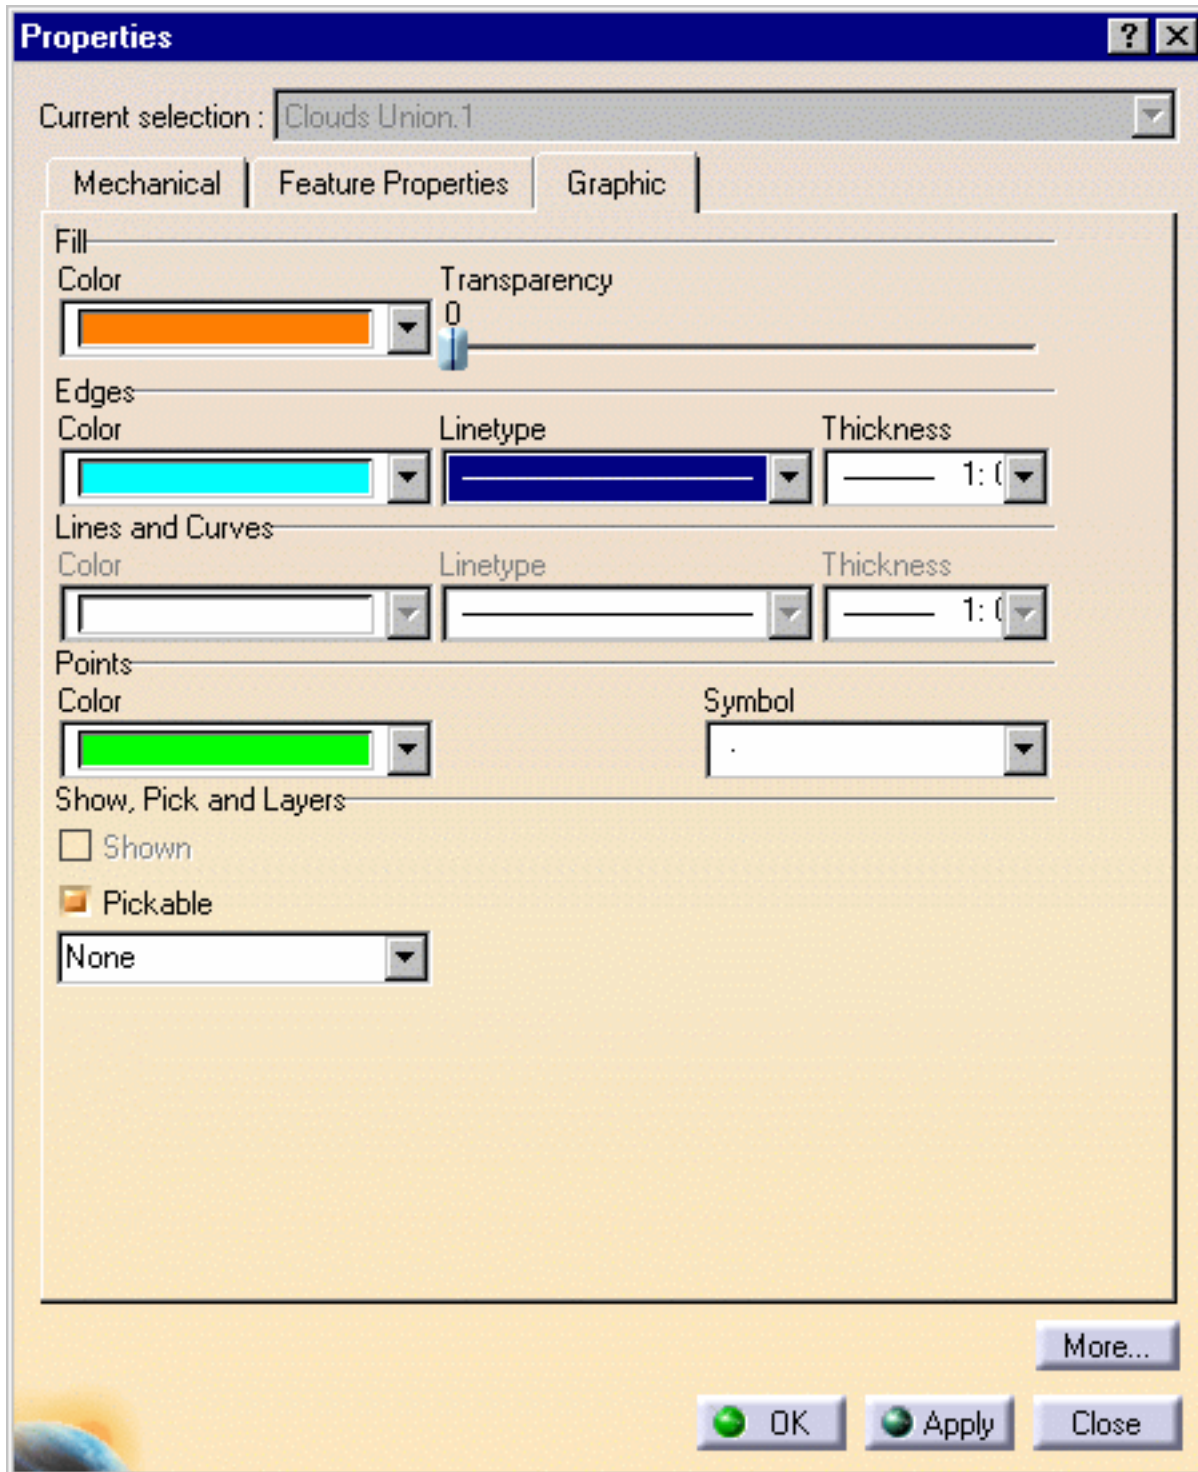 Properties
Current selection : Clouds Union.1
Mechanical Feature Properties Graphic
Fill
Color Transparency
0
Edges
Color Linetype Thickness
1: 0
Lines and Curves
Color Linetype Thickness
1: 0
Points
Color Symbol
Show, Pick and Layers
Shown
Pickable
None
More...
OK Apply Close